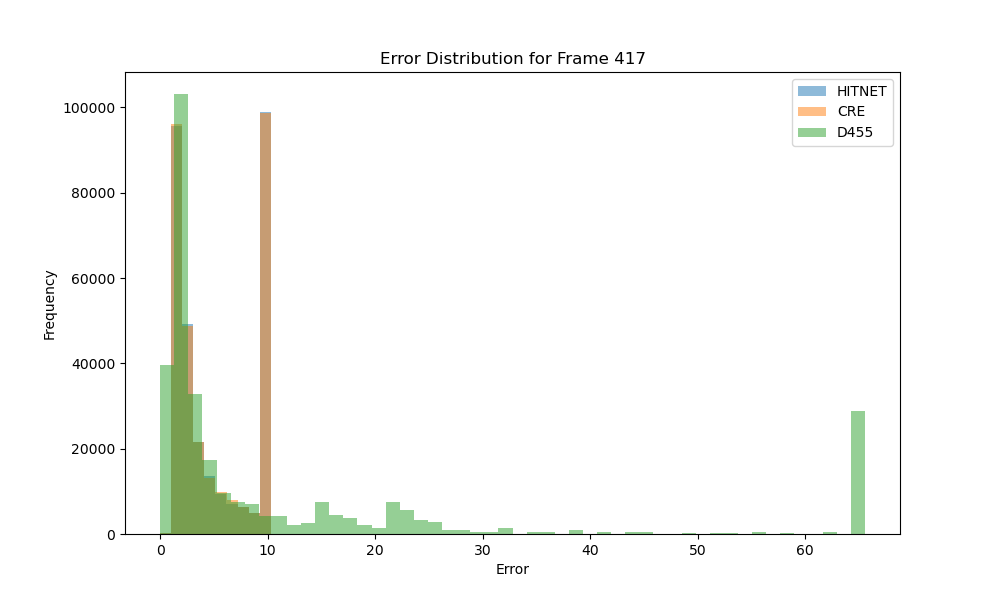 Error Distribution for Frame 417
HITNET
CRE
D455
100000
80000
60000
40000
20000
0
Frequency
0 10 20 30 40 50 60
Error